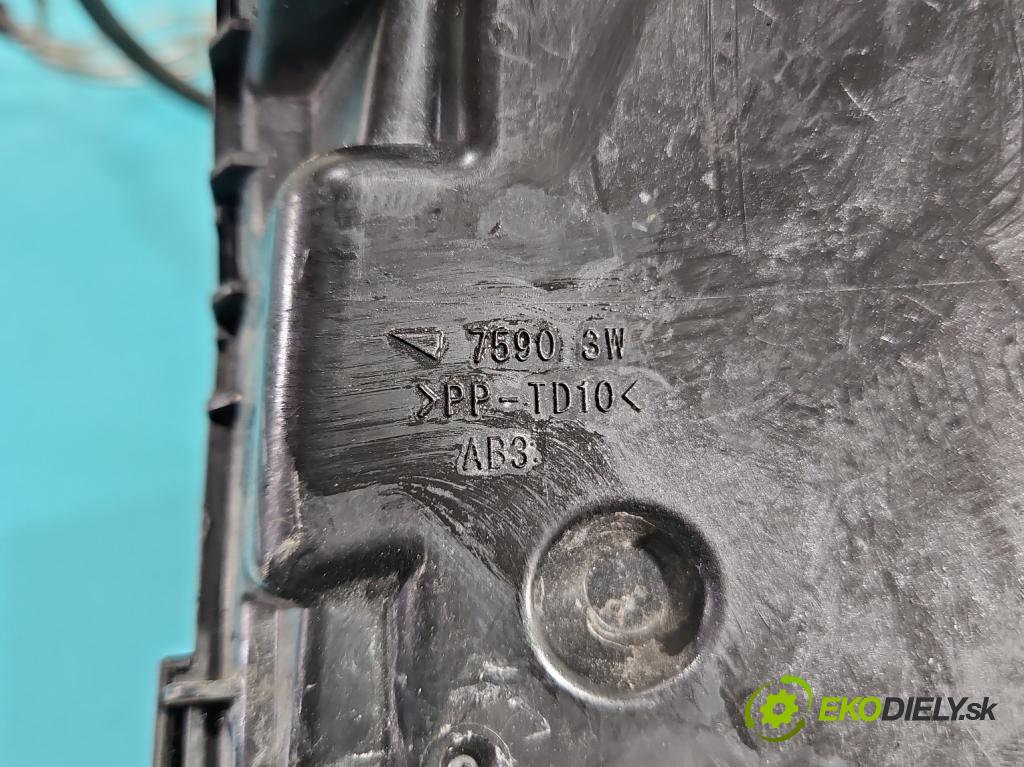 7590 3W
>PP-TD10<
AB3
EKODIELY.sk